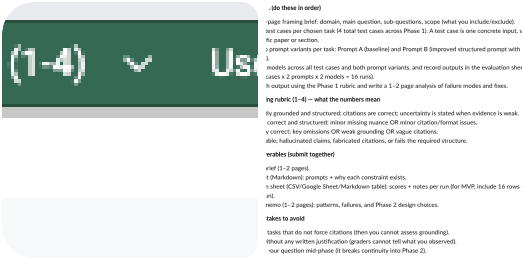 (1-4)
. (do these in order)
-page framing brief: domain, main question, sub-questions, scope (what you include/exclude).
test cases per chosen task (4 total test cases across Phase 1). A test case is one concrete input, s
fic paper or section.
prompt variants per task: Prompt A (baseline) and Prompt B (improved structured prompt with
).
models across all test cases and both prompt variants, and record outputs in the evaluation shee
cases x 2 prompts x 2 models = 16 runs).
h output using the Phase 1 rubric and write a 1–2 page analysis of failure modes and fixes.
ing rubric (1–4) — what the numbers mean
ly grounded and structured; citations are correct; uncertainty is stated when evidence is weak.
correct and structured; minor missing nuance OR minor citation/format issues.
y correct; key omissions OR weak grounding OR vague citations.
able; hallucinated claims, fabricated citations, or fails the required structure.
erables (submit together)
rief (1–2 pages).
t (Markdown): prompts + why each constraint exists.
n sheet (CSV/Google Sheet/Markdown table): scores + notes per run (for MVP, include 16 rows
an).
nemo (1–2 pages): patterns, failures, and Phase 2 design choices.
takes to avoid
tasks that do not force citations (then you cannot assess grounding).
without any written justification (graders cannot tell what you observed).
our question mid-phase (it breaks continuity into Phase 2).